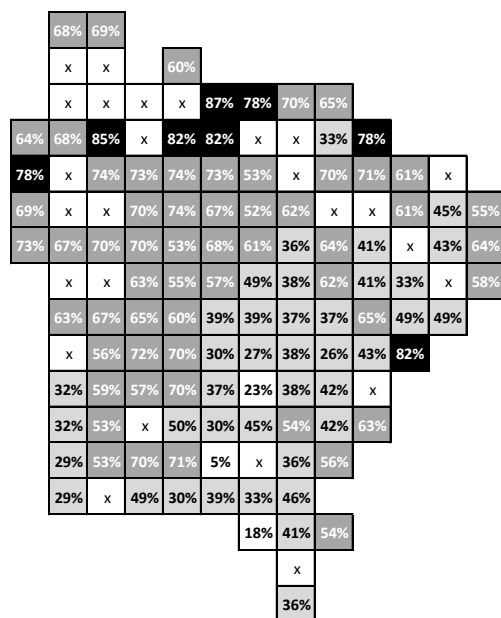 68% 69%
x x 60%
x x x x 87% 78% 70% 65%
64% 68% 85% x 82% 82% x x 33% 78%
78% x 74% 73% 74% 73% 53% x 70% 71% 61% x
69% x x 70% 74% 67% 52% 62% x x 61% 45% 55%
73% 67% 70% 70% 53% 68% 61% 36% 64% 41% x 43% 64%
x x 63% 55% 57% 49% 38% 62% 41% 33% x 58%
63% 67% 65% 60% 39% 39% 37% 37% 65% 49% 49%
x 56% 72% 70% 30% 27% 38% 26% 43% 82%
32% 59% 57% 70% 37% 23% 38% 42% x
32% 53% x 50% 30% 45% 54% 42% 63%
29% 53% 70% 71% 5% x 36% 56%
29% x 49% 30% 39% 33% 46%
18% 41% 54%
x
36%